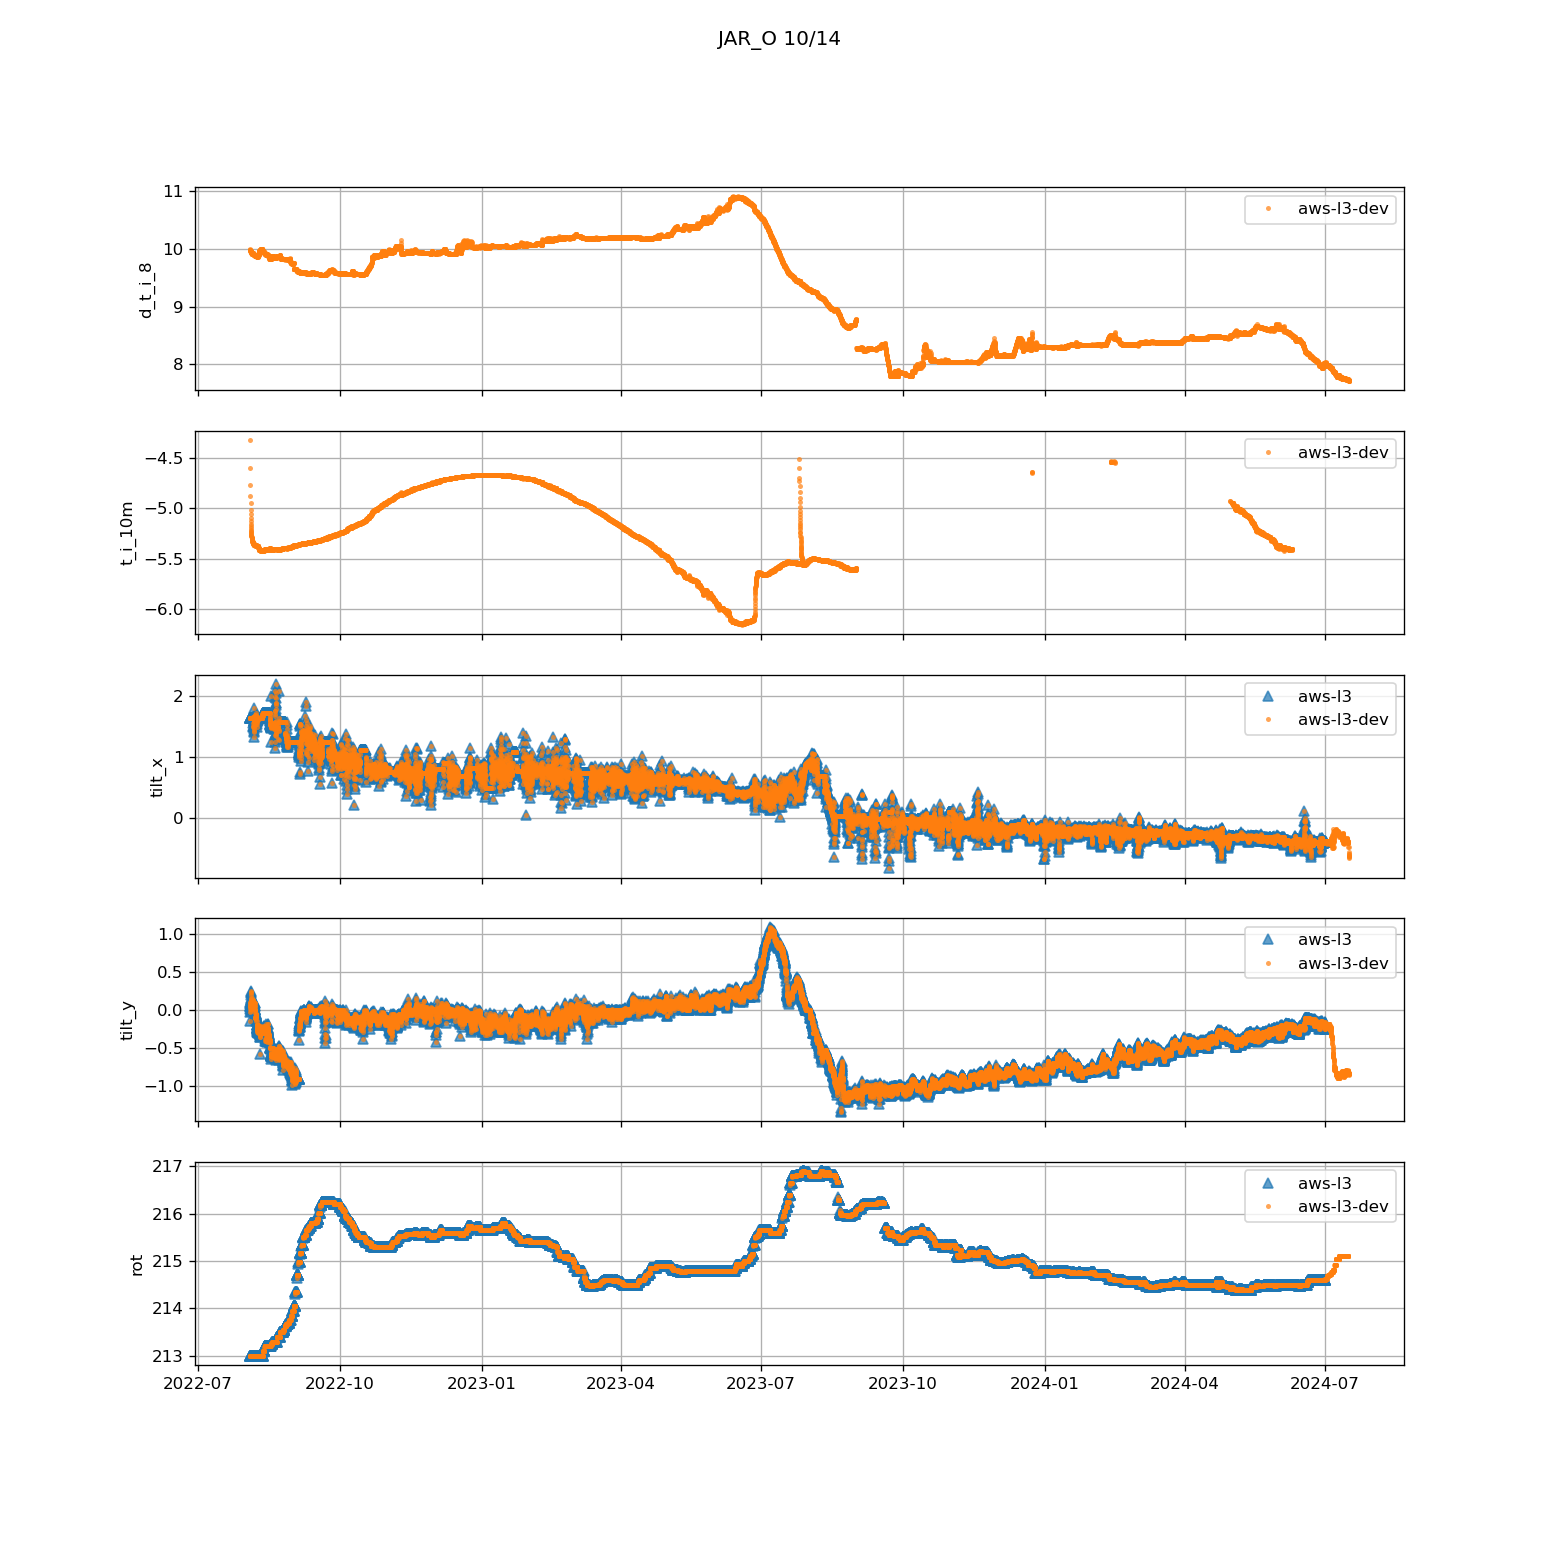 JAR_O 10/14
11
10
9
8
d_t_i_8
aws-l3-dev
−4.5
−5.0
−5.5
−6.0
t_i_10m
aws-l3-dev
2
1
0
tilt_x
aws-l3
aws-l3-dev
1.0
0.5
0.0
−0.5
−1.0
tilt_y
aws-l3
aws-l3-dev
217
216
215
214
213
rot
aws-l3
aws-l3-dev
2022-07 2022-10 2023-01 2023-04 2023-07 2023-10 2024-01 2024-04 2024-07